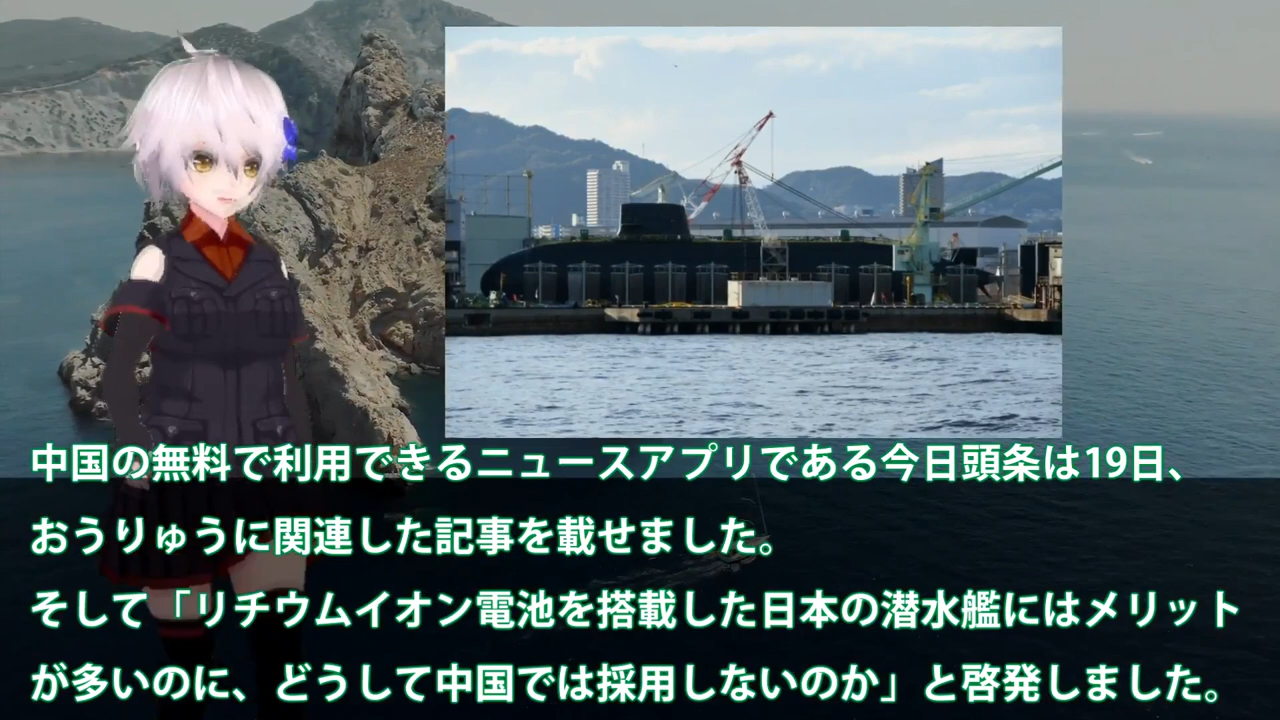 中国の無料で利用できるニュースアプリである今日頭条は19日、
おうりゅうに関連した記事を載せました。
そして「リチウムイオン電池を搭載した日本の潜水艦にはメリット
が多いのに、どうして中国では採用しないのか」と啓発しました。